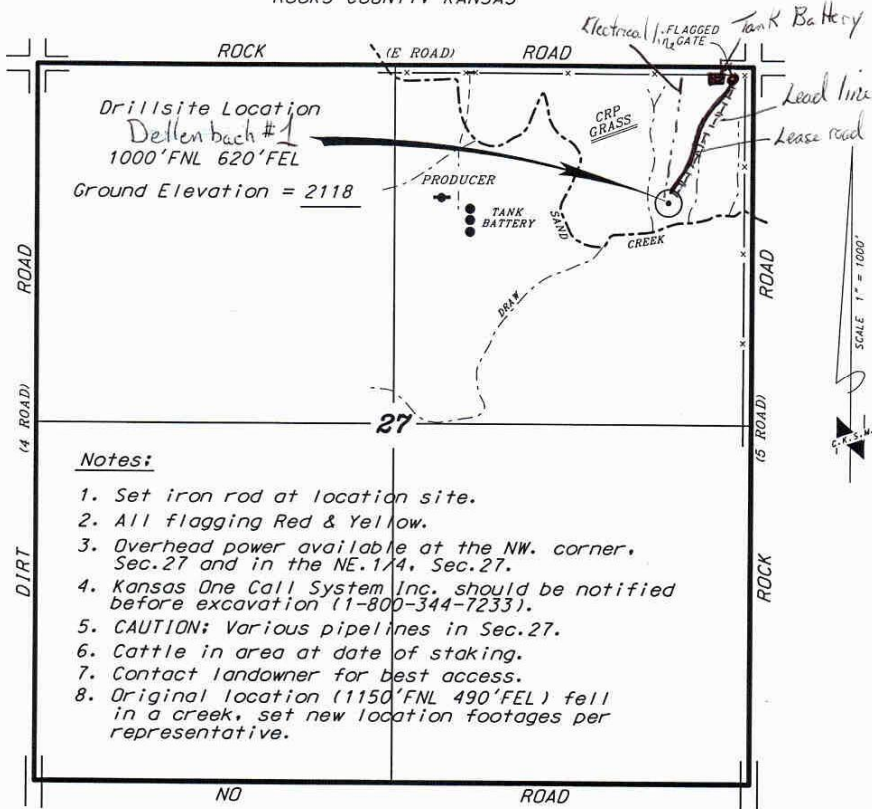 ROOKS COUNTY, KANSAS
Electrical line
FLAGGED
GATE
Tank Battery
ROCK (E ROAD) ROAD
Lead line
Lease road
Drillsite Location
Dellenbach #1
1000'FNL 620'FEL
Ground Elevation = 2118
CRP
GRASS
PRODUCER
TANK
BATTERY
SAND
CREEK
DRAW
ROAD
(4 ROAD)
DIRT
ROAD
(5 ROAD)
ROCK
SCALE 1" = 1000'
C.K.S.M.
27
Notes:
1. Set iron rod at location site.
2. All flagging Red & Yellow.
3. Overhead power available at the NW. corner,
Sec.27 and in the NE.1/4, Sec.27.
4. Kansas One Call System Inc. should be notified
before excavation (1-800-344-7233).
5. CAUTION: Various pipelines in Sec.27.
6. Cattle in area at date of staking.
7. Contact landowner for best access.
8. Original location (1150'FNL 490'FEL) fell
in a creek, set new location footages per
representative.
NO ROAD